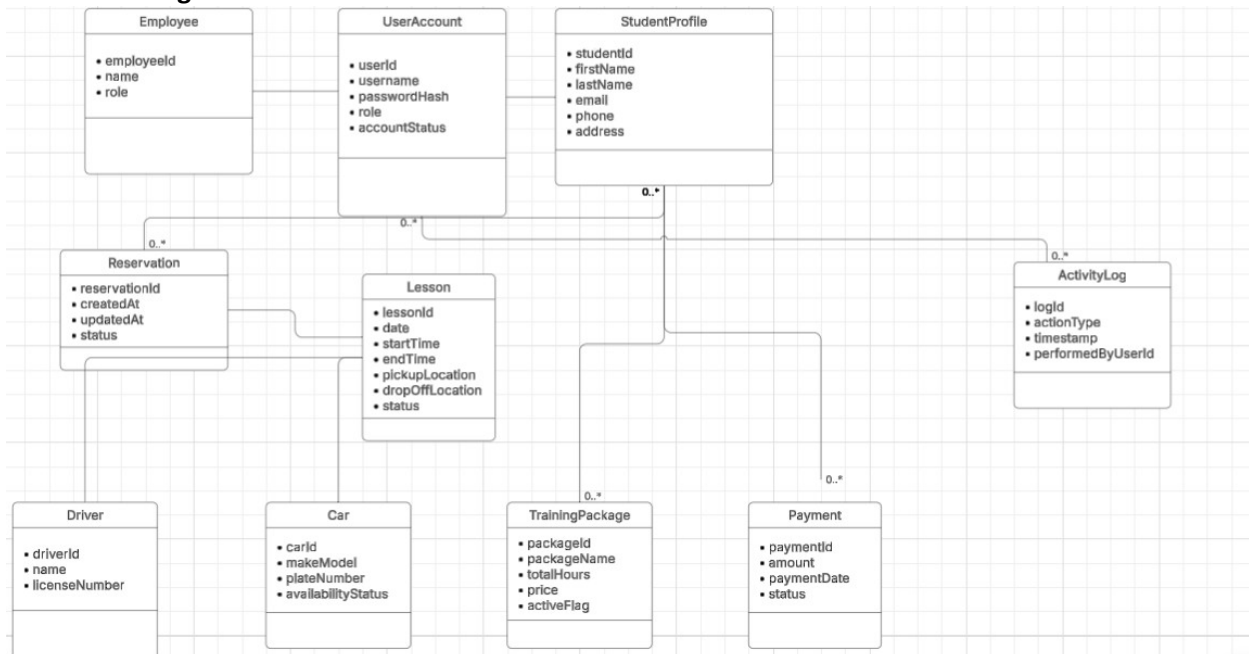 Employee
• employeeId
• name
• role
UserAccount
• userId
• username
• passwordHash
• role
• accountStatus
StudentProfile
• studentId
• firstName
• lastName
• email
• phone
• address
0..*
0..*
0..*
0..*
Reservation
• reservationId
• createdAt
• updatedAt
• status
Lesson
• lessonId
• date
• startTime
• endTime
• pickupLocation
• dropOffLocation
• status
ActivityLog
• logId
• actionType
• timestamp
• performedByUserId
0..*
0..*
Driver
• driverId
• name
• licenseNumber
Car
• carId
• makeModel
• plateNumber
• availabilityStatus
TrainingPackage
• packageId
• packageName
• totalHours
• price
• activeFlag
Payment
• paymentId
• amount
• paymentDate
• status